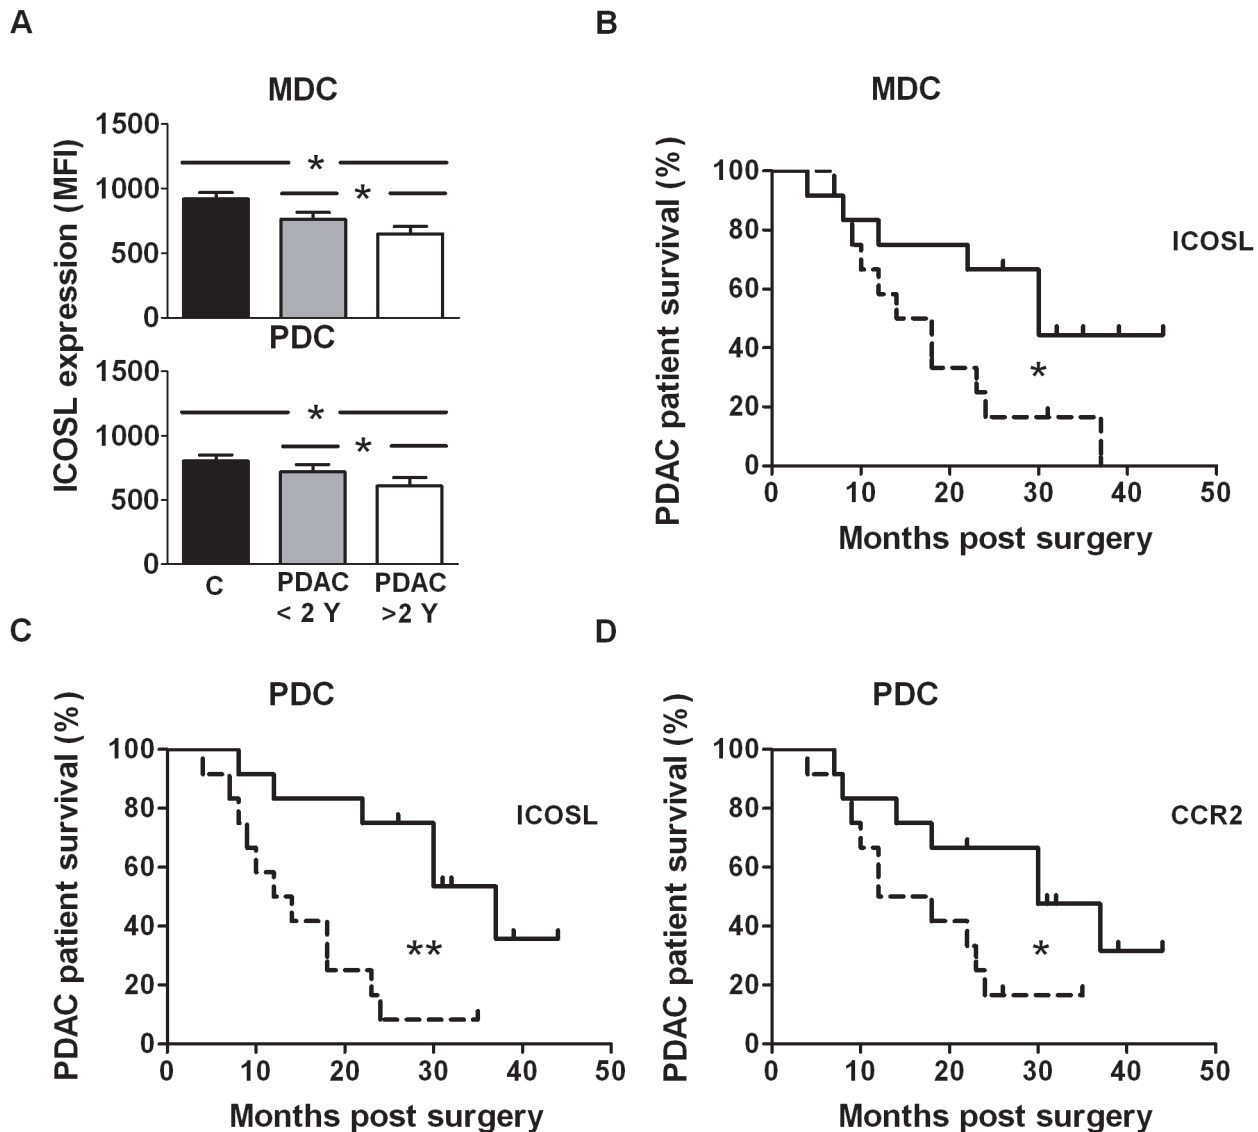 A
MDC
ICOSL expression (MFI)
1500
1000
500
0
*
*
PDC
1500
1000
500
0
*
*
C
PDAC
< 2 Y
PDAC
>2 Y
B
MDC
PDAC patient survival (%)
100
80
60
40
20
0
ICOSL
*
0 10 20 30 40 50
Months post surgery
C
PDC
PDAC patient survival (%)
100
80
60
40
20
0
ICOSL
**
0 10 20 30 40 50
Months post surgery
D
PDC
PDAC patient survival (%)
100
80
60
40
20
0
CCR2
*
0 10 20 30 40 50
Months post surgery